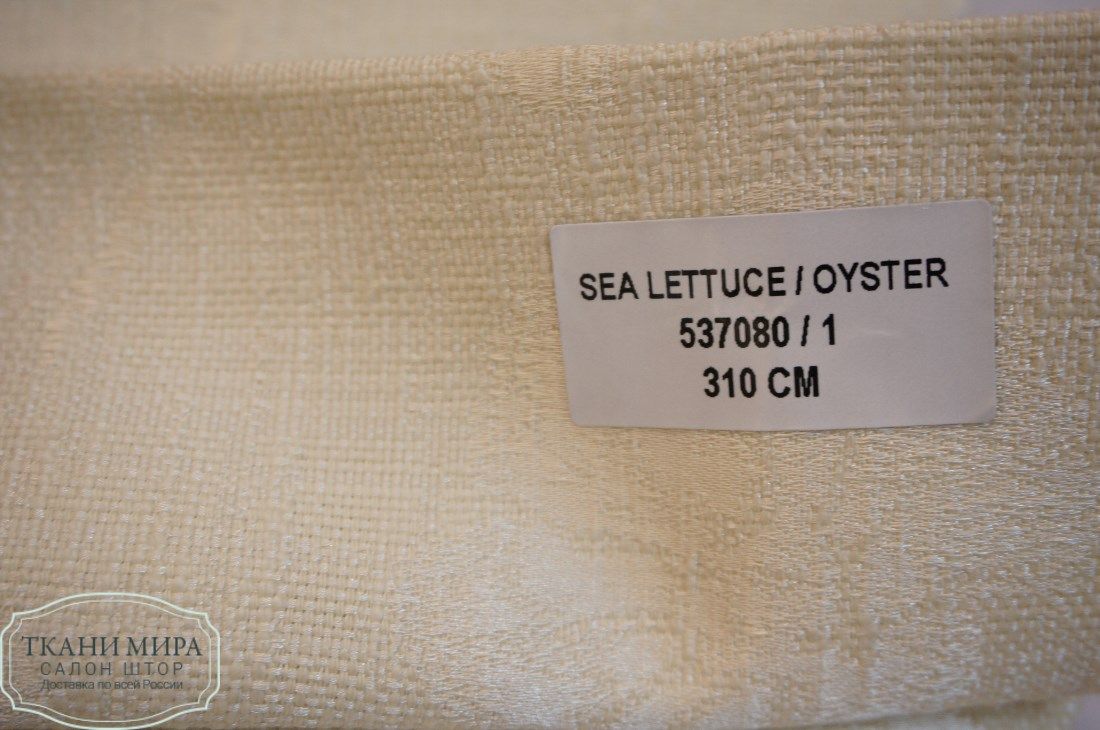 SEA LETTUCE / OYSTER
537080 / 1
310 CM
ТКАНИ МИРА
САЛОН ШТОР
Доставка по всей России